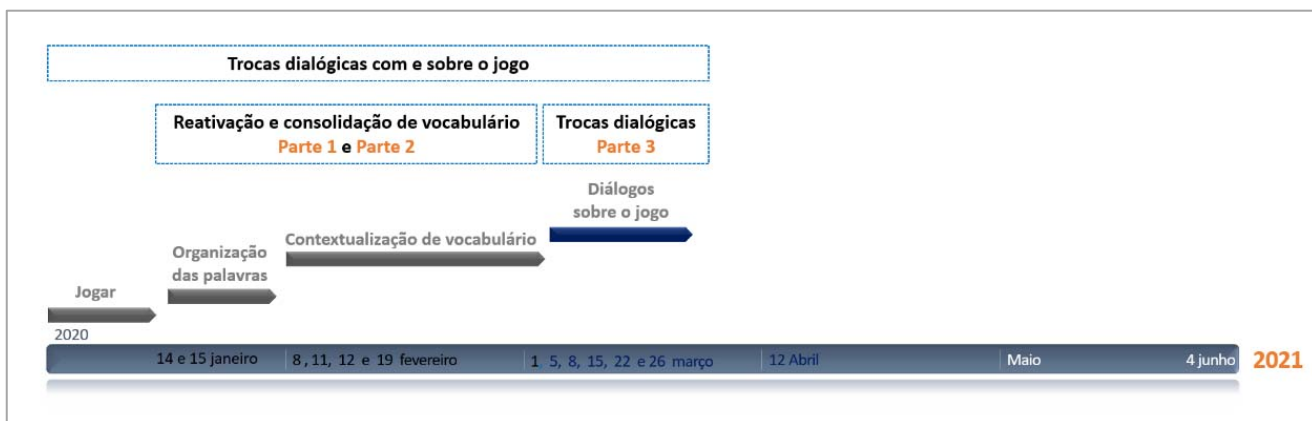 Trocas dialógicas com e sobre o jogo
Reativação e consolidação de vocabulário
Parte 1 e Parte 2
Trocas dialógicas
Parte 3
Diálogos
sobre o jogo
Contextualização de vocabulário
Organização
das palavras
Jogar
2020
14 e 15 janeiro
8, 11, 12 e 19 fevereiro
1 5, 8, 15, 22 e 26 março
12 Abril
Maio
4 junho
2021